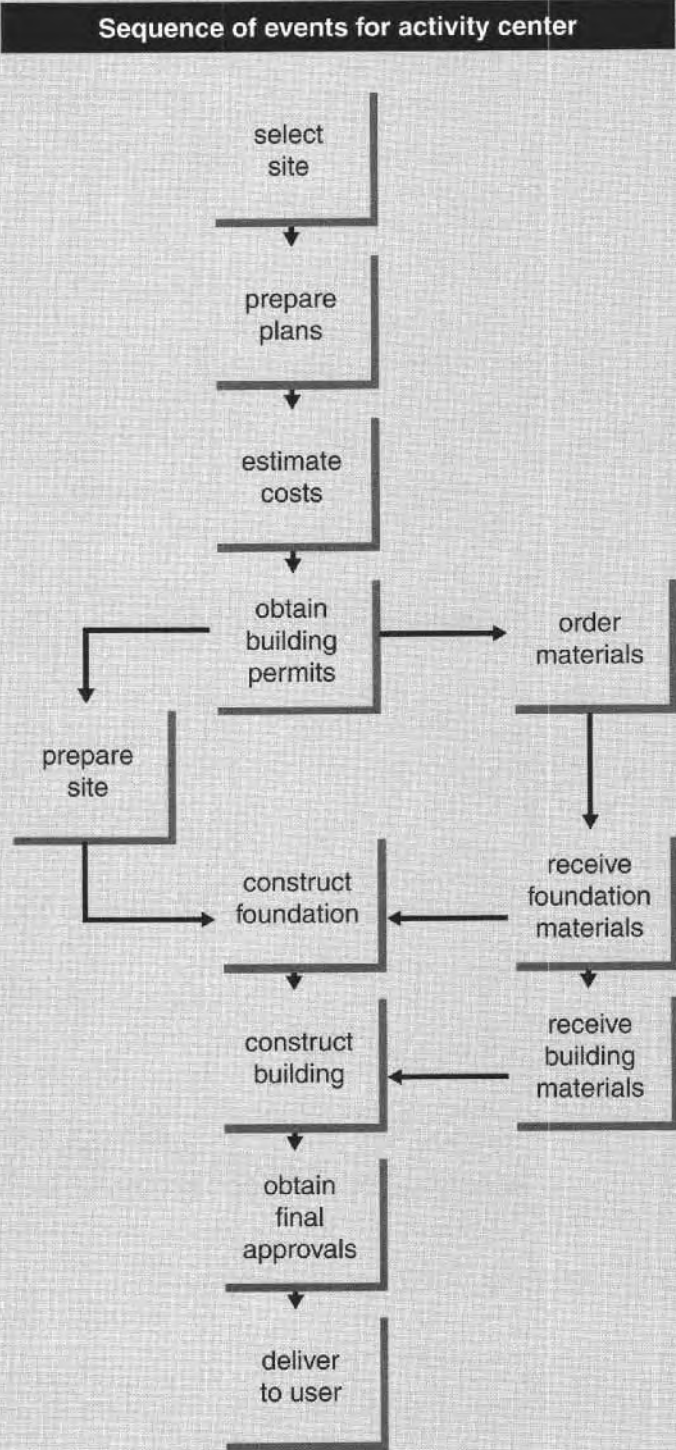 Sequence of events for activity center
select
site
prepare
plans
estimate
costs
obtain
building
permits
order
materials
prepare
site
construct
foundation
receive
foundation
materials
construct
building
receive
building
materials
obtain
final
approvals
deliver
to user